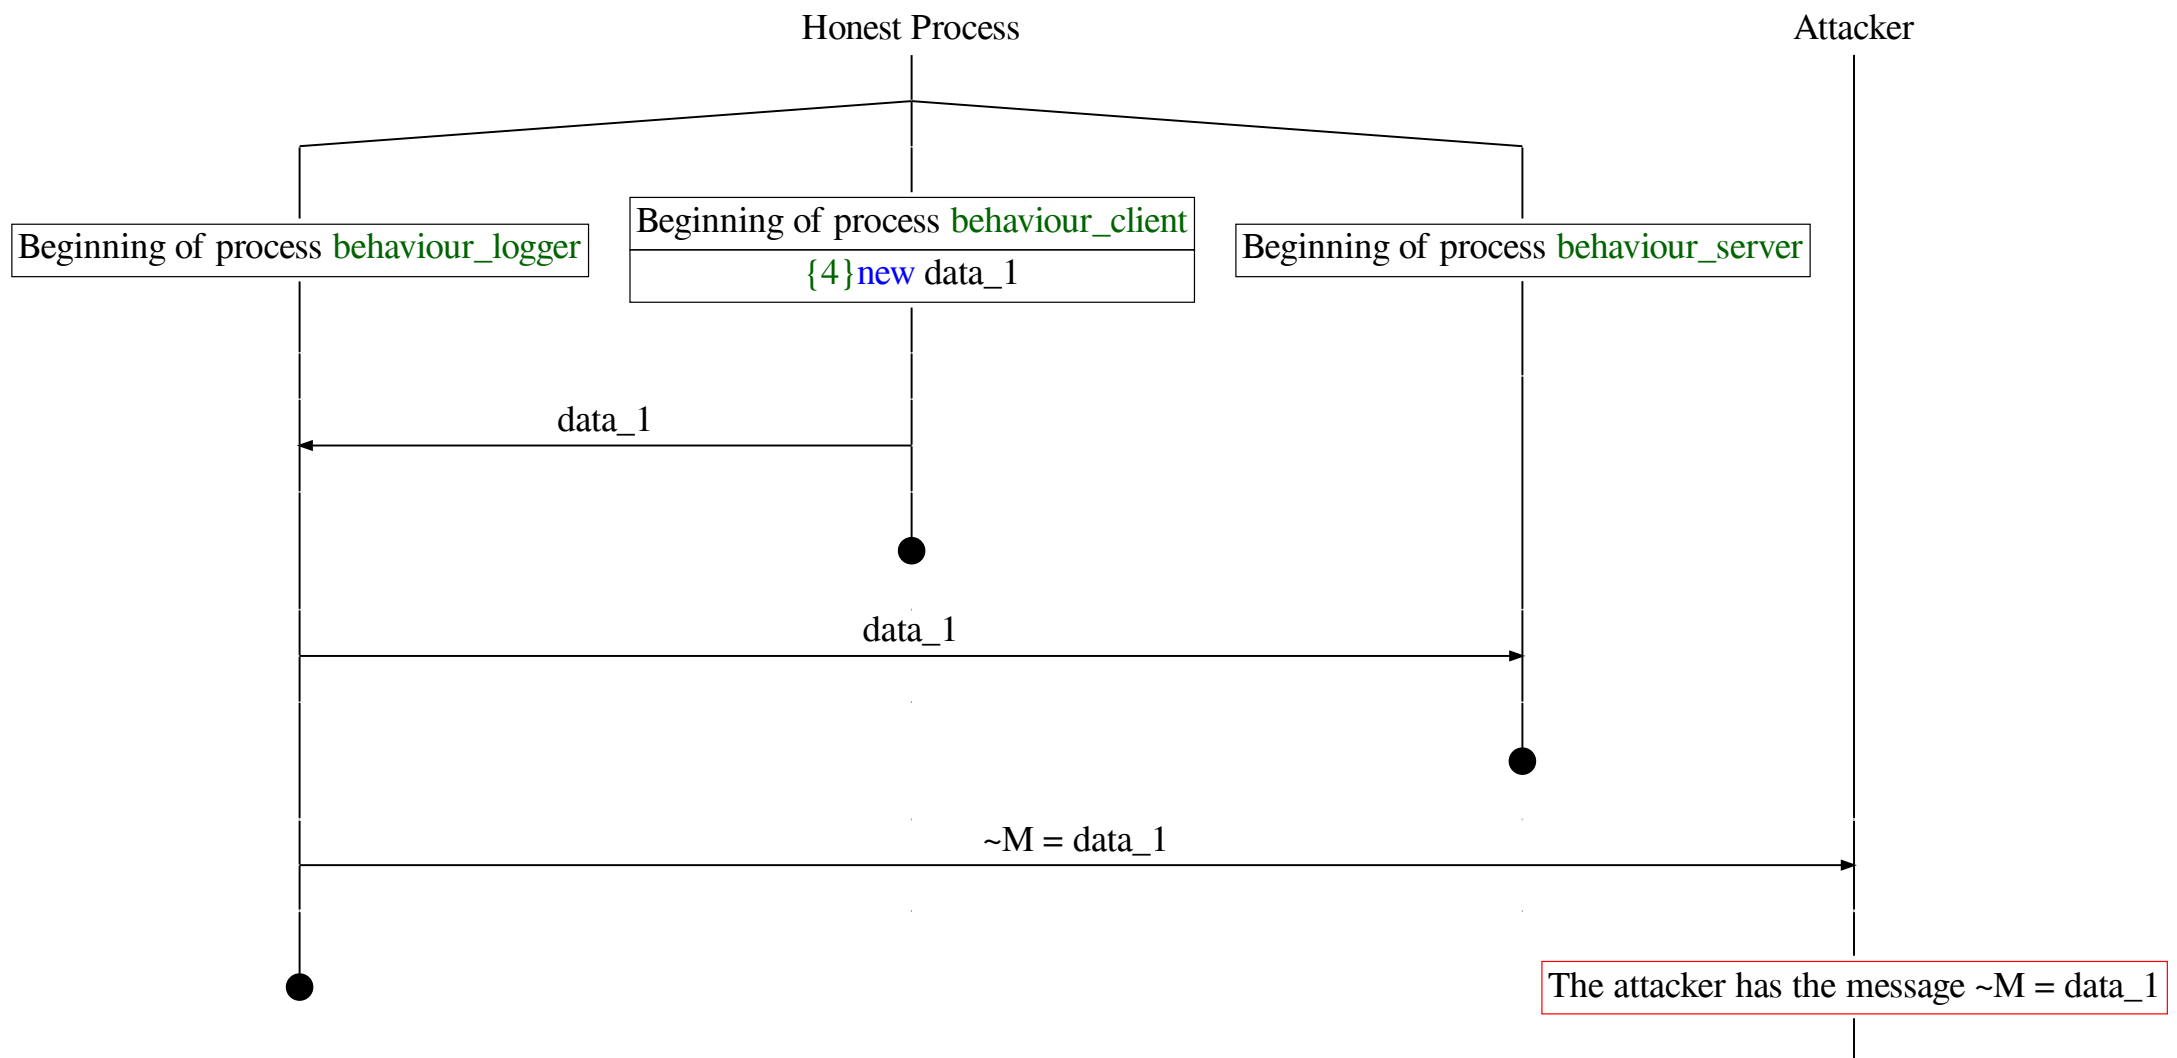 Honest Process
Attacker
Beginning of process behaviour_logger
Beginning of process behaviour_client
{4}new data_1
Beginning of process behaviour_server
data_1
data_1
~M = data_1
The attacker has the message ~M = data_1